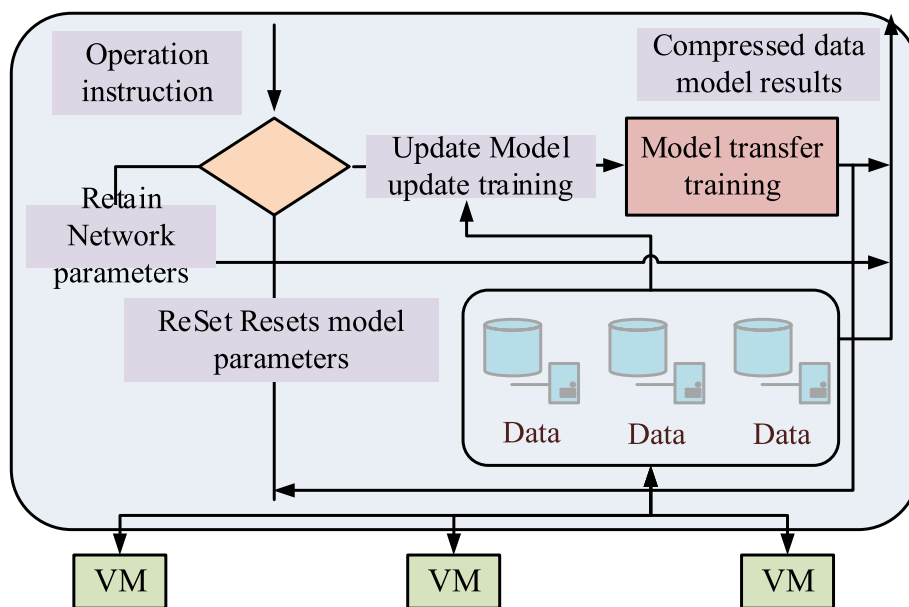 Operation
instruction
Compressed data
model results
Update Model
update training
Model transfer
training
Retain
Network
parameters
ReSet Resets model
parameters
Data
Data
Data
VM
VM
VM